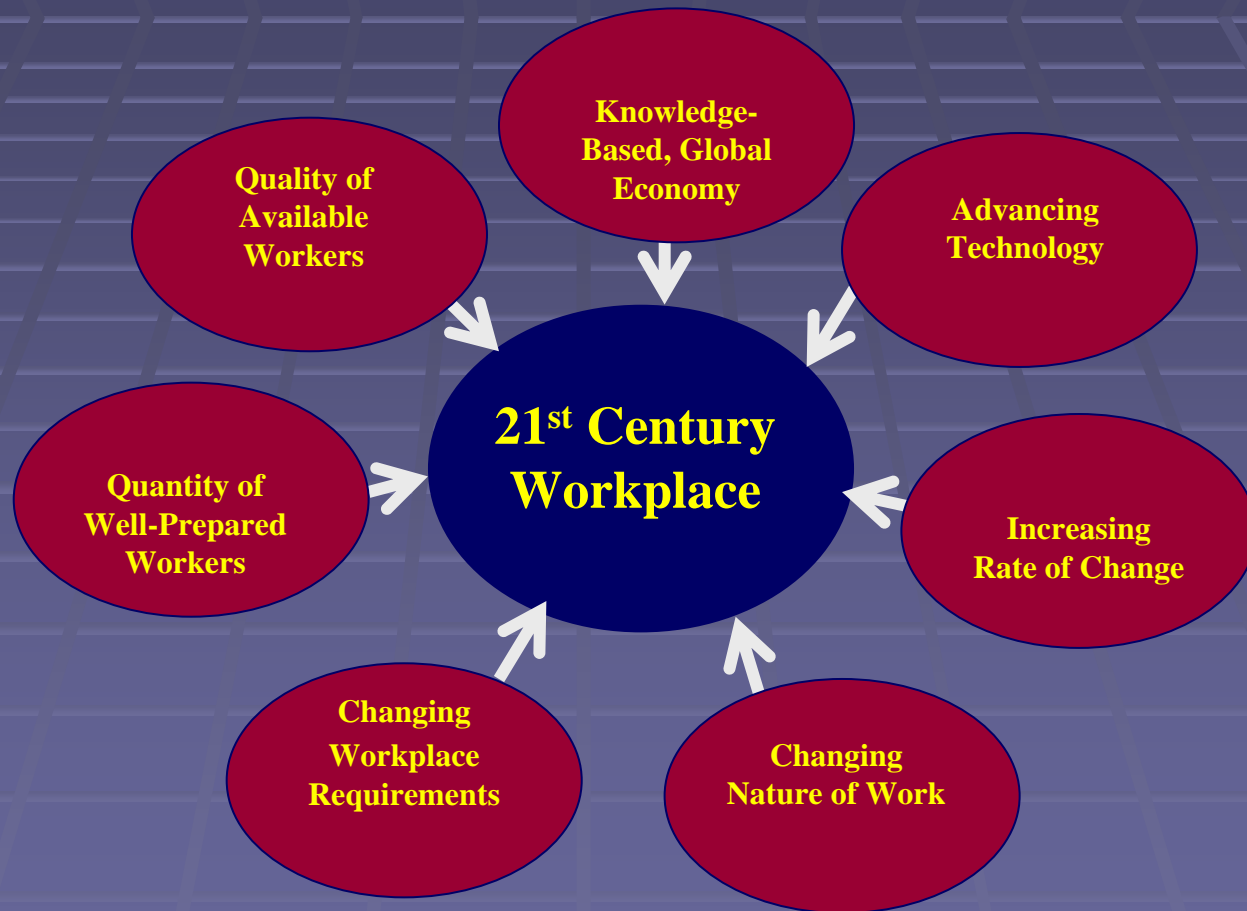 Knowledge-
Based, Global
Economy
Advancing
Technology
Increasing
Rate of Change
Changing
Nature of Work
Changing
Workplace
Requirements
Quantity of
Well-Prepared
Workers
Quality of
Available
Workers
21st Century
Workplace